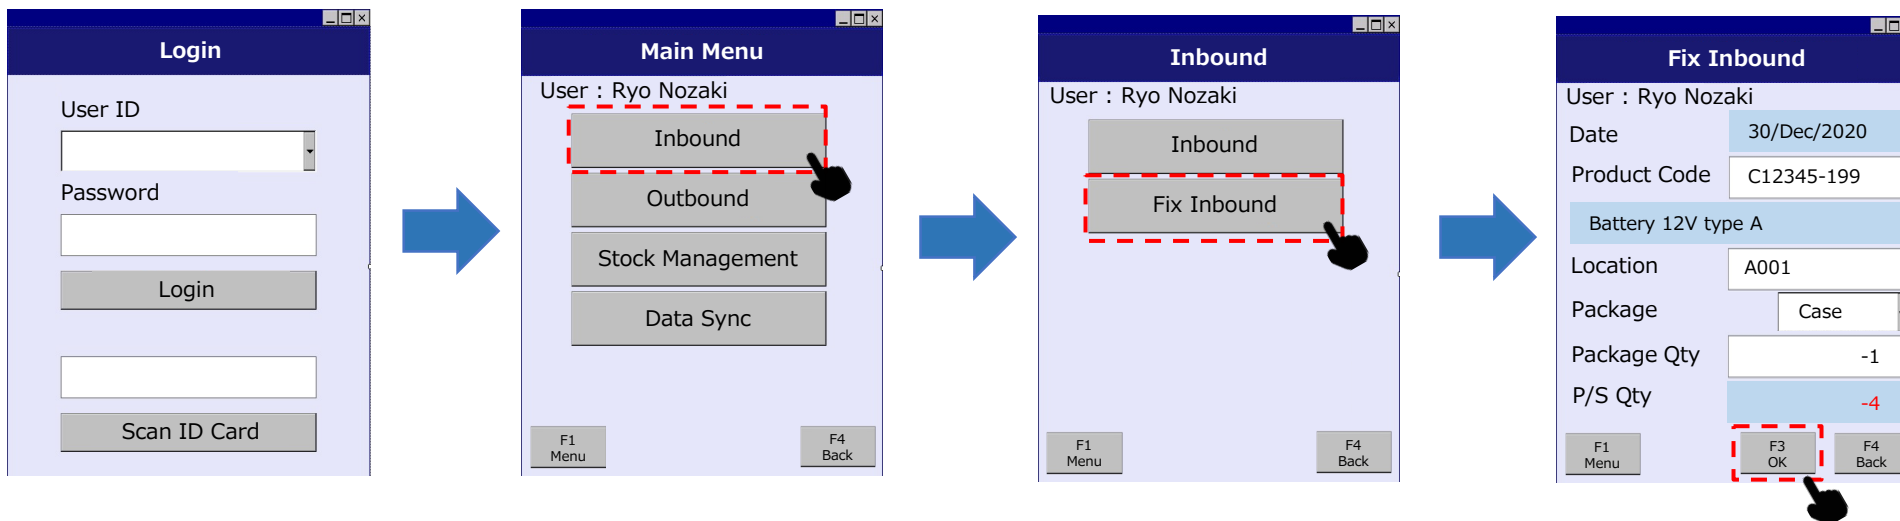 Login
User ID
Password
Login
Scan ID Card
Main Menu
User : Ryo Nozaki
Inbound
Outbound
Stock Management
Data Sync
F1
Menu
F4
Back
Inbound
User : Ryo Nozaki
Inbound
Fix Inbound
F1
Menu
F4
Back
Fix Inbound
User : Ryo Nozaki
Date 30/Dec/2020
Product Code C12345-199
Battery 12V type A
Location A001
Package Case
Package Qty -1
P/S Qty -4
F1
Menu
F3
OK
F4
Back